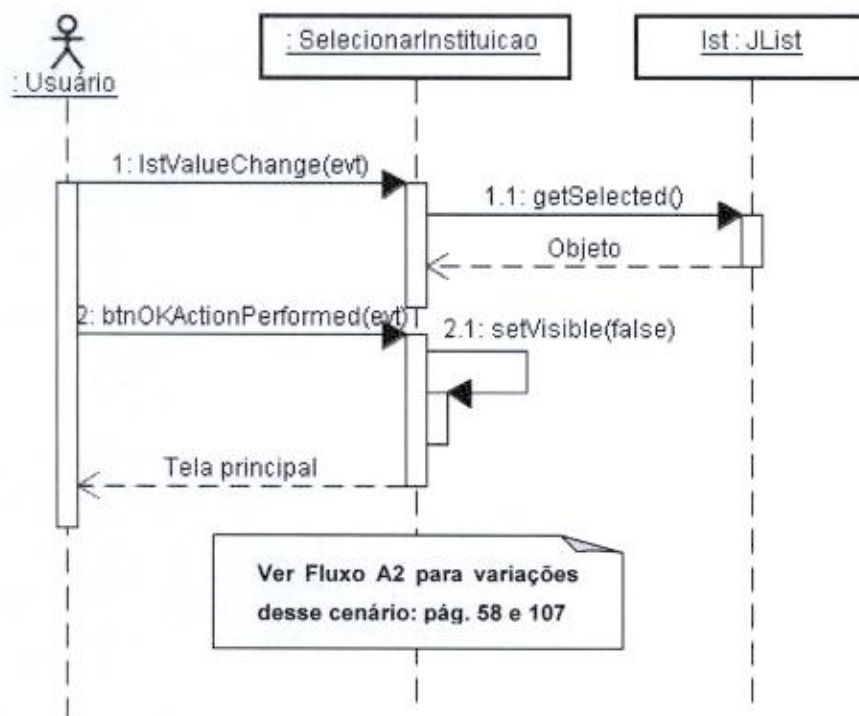 : Usuário
: SelecionarInstituicao
lst : JList
1: lstValueChange(evt)
1.1: getSelected()
Objeto
2: btnOKActionPerformed(evt)
2.1: setVisible(false)
Tela principal
Ver Fluxo A2 para variações
desse cenário: pág. 58 e 107